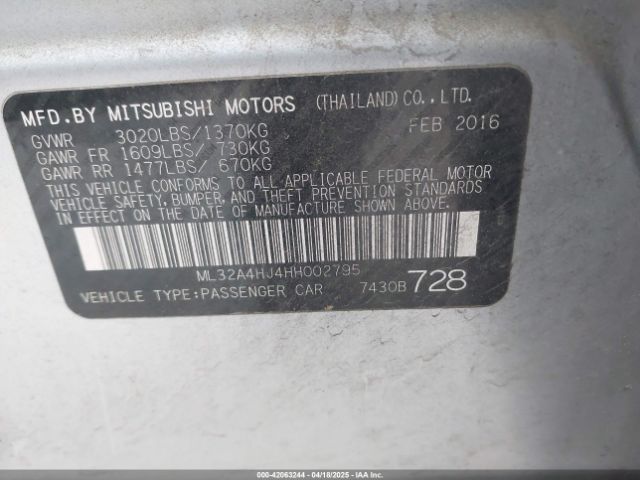 MFD.BY MITSUBISHI MOTORS (THAILAND)CO.,LTD.
GVWR 3020LBS/1370KG FEB 2016
GAWR FR 1609LBS/ 730KG
GAWR RR 1477LBS/ 670KG
THIS VEHICLE CONFORMS TO ALL APPLICABLE FEDERAL MOTOR
VEHICLE SAFETY, BUMPER, AND THEFT PREVENTION STANDARDS
IN EFFECT ON THE DATE OF MANUFACTURE SHOWN ABOVE.
ML32A4HJ4HH002795
VEHICLE TYPE:PASSENGER CAR 7430B 728
000-42063244 - 04/18/2025 - IAA Inc.